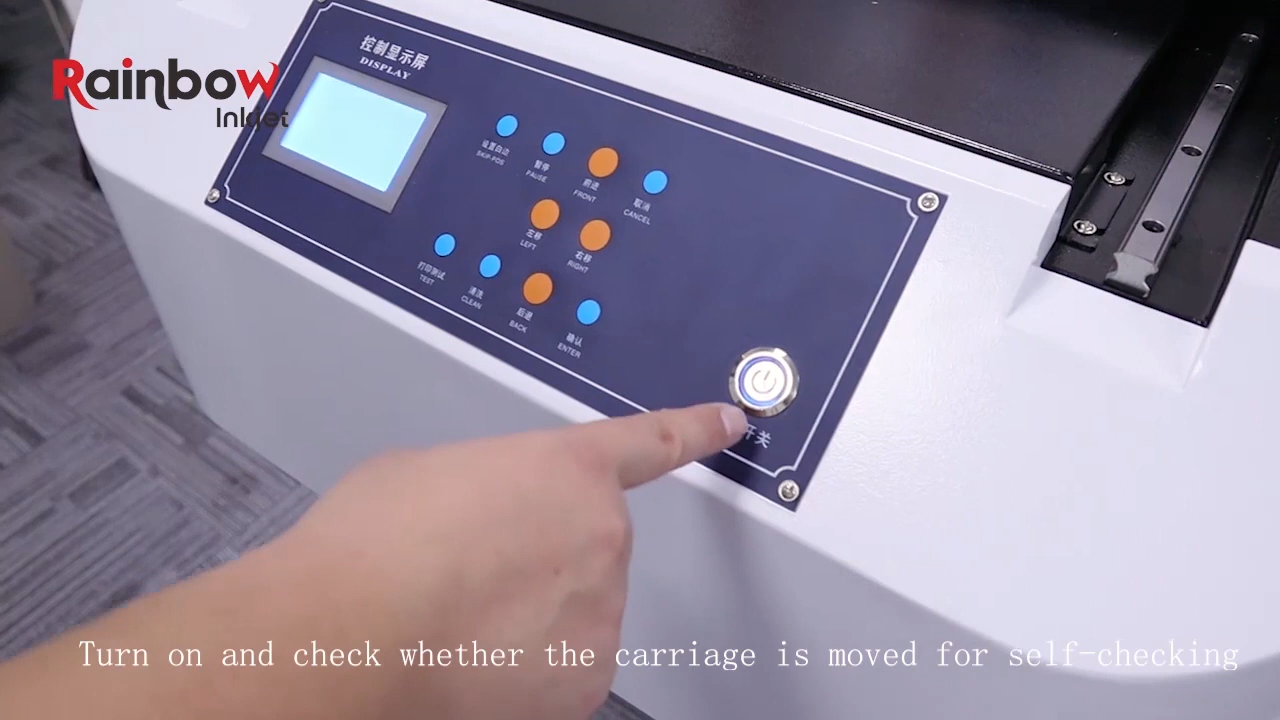 Rainbow
Inkjet
控制显示屏
DISPLAY
设置自动
SKIP POS
暂停
PAUSE
前进
FRONT
取消
CANCEL
左移
LEFT
右移
RIGHT
打印测试
TEST
清洗
CLEAN
后退
BACK
确认
ENTER
开关
Turn on and check whether the carriage is moved for self-checking